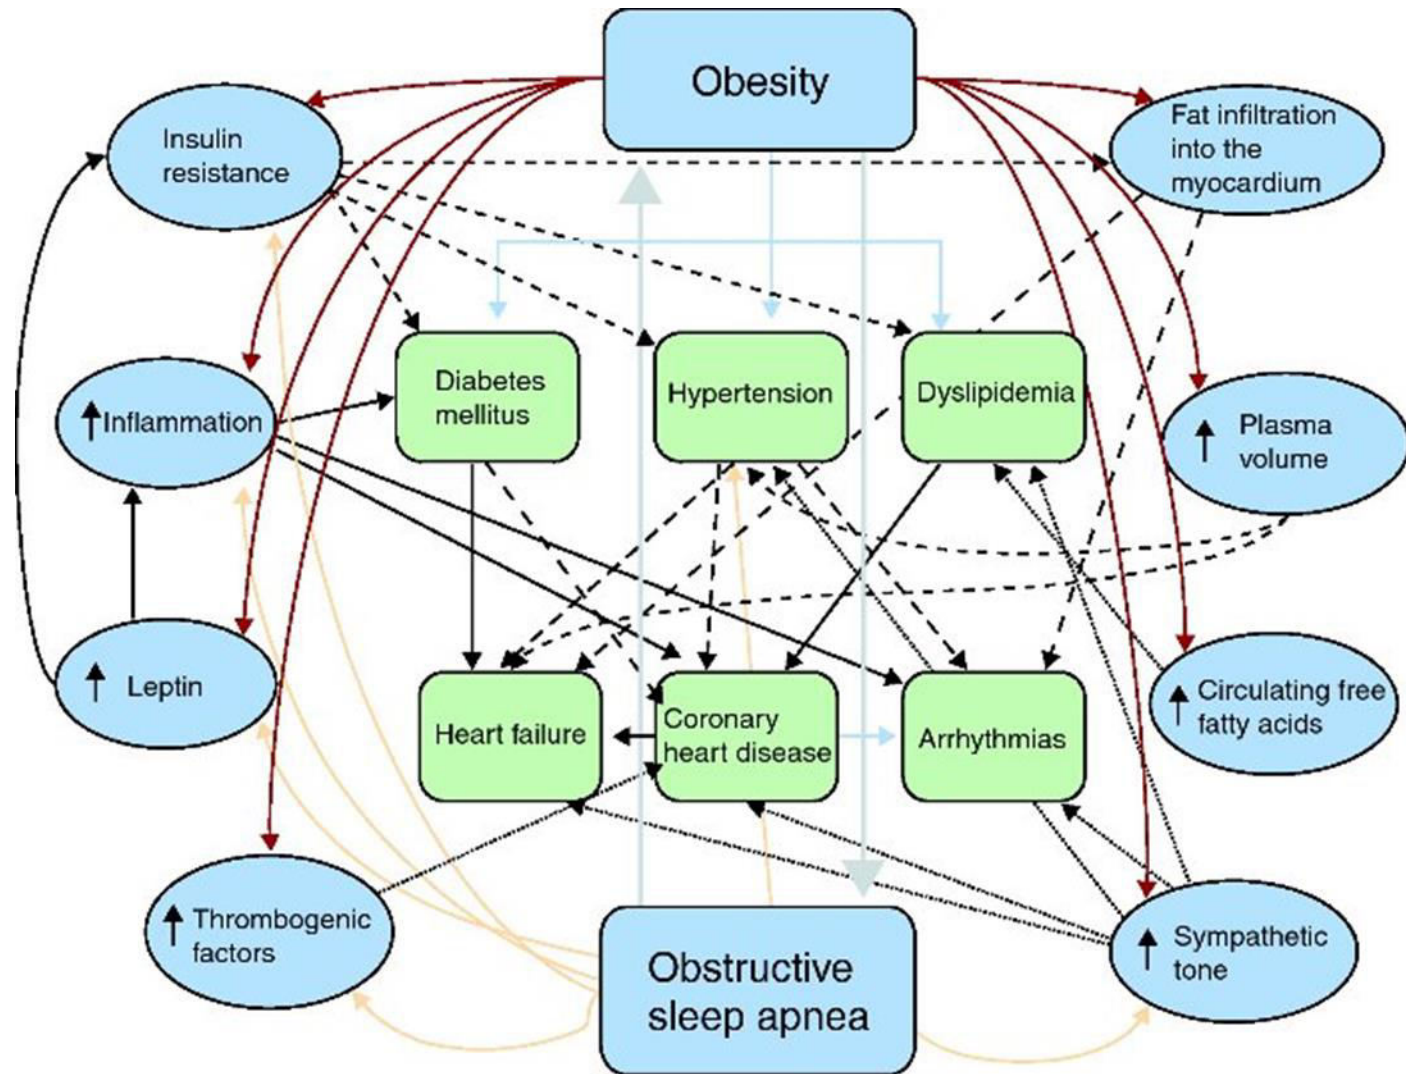 Obesity
Insulin
resistance
Fat infiltration
into the
myocardium
Diabetes
mellitus
Hypertension
Dyslipidemia
Inflammation
Plasma
volume
Leptin
Heart failure
Coronary
heart disease
Arrhythmias
Circulating free
fatty acids
Thrombogenic
factors
Obstructive
sleep apnea
Sympathetic
tone